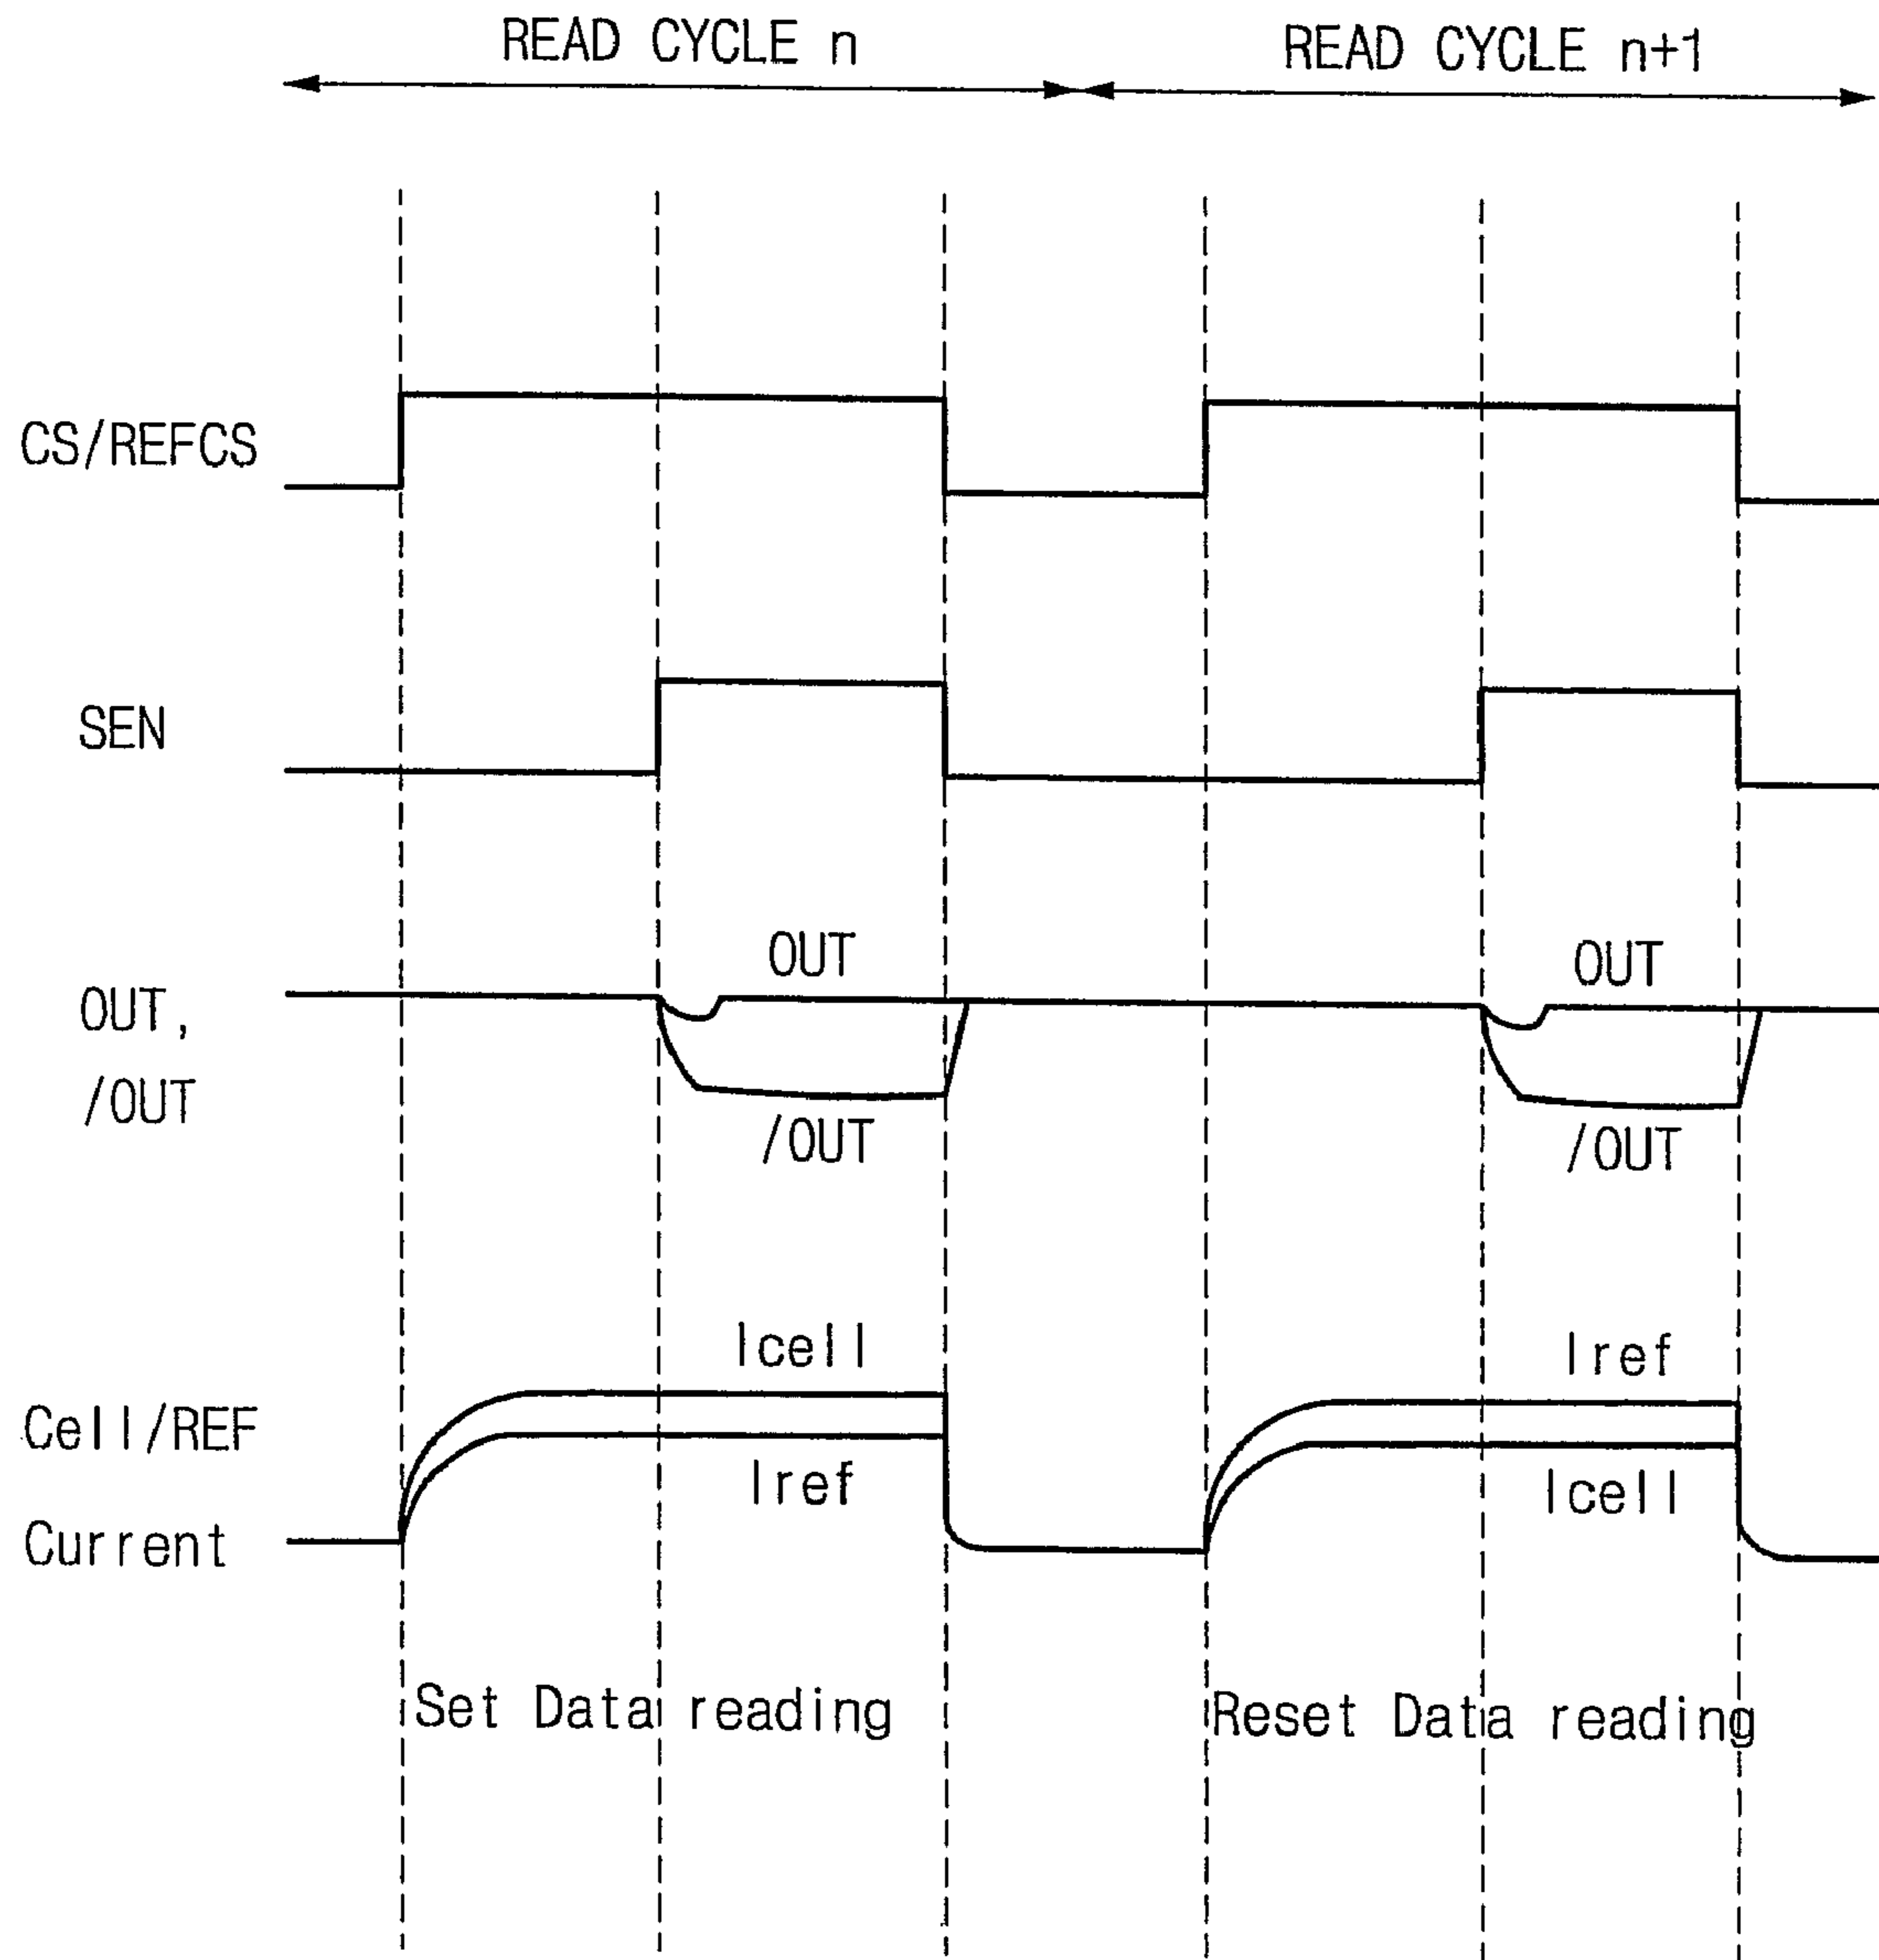 READ CYCLE n
READ CYCLE n+1
CS/REFCS
SEN
OUT
OUT
OUT,
/OUT
/OUT
/OUT
Icell
Iref
Cell/REF
Iref
Icell
Current
Set Data reading
Reset Data reading